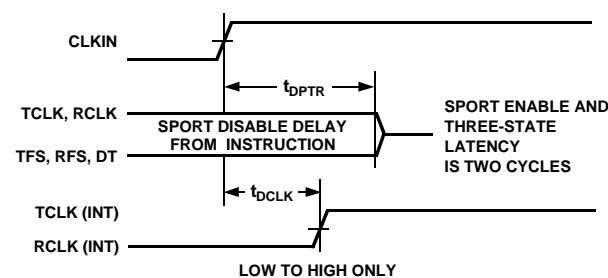 CLKIN
tDPTR
TCLK, RCLK
SPORT DISABLE DELAY
FROM INSTRUCTION
TFS, RFS, DT
SPORT ENABLE AND
THREE-STATE
LATENCY
IS TWO CYCLES
tDCLK
TCLK (INT)
RCLK (INT)
LOW TO HIGH ONLY